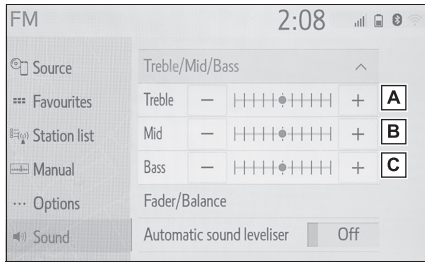 FM 2:08
Source
Favourites
Station list
Manual
Options
Sound
Treble/Mid/Bass
Treble − + A
Mid − + B
Bass − + C
Fader/Balance
Automatic sound leveliser Off